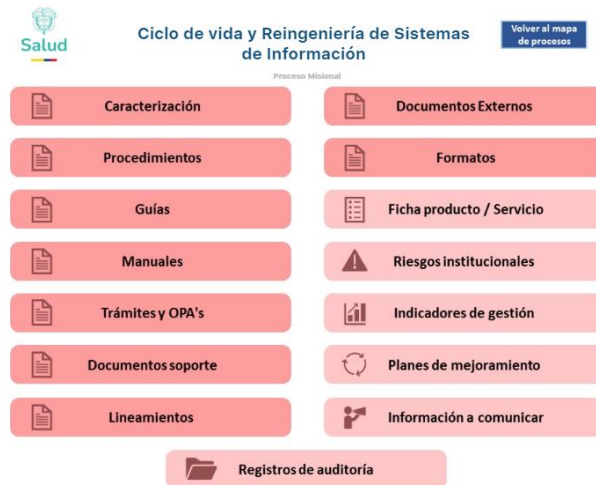 Salud
Ciclo de vida y Reingeniería de Sistemas
de Información
Volver al mapa
de procesos
Proceso Misional
Caracterización
Documentos Externos
Procedimientos
Formatos
Guías
Ficha producto / Servicio
Manuales
Riesgos institucionales
Trámites y OPA's
Indicadores de gestión
Documentos soporte
Planes de mejoramiento
Lineamientos
Información a comunicar
Registros de auditoría